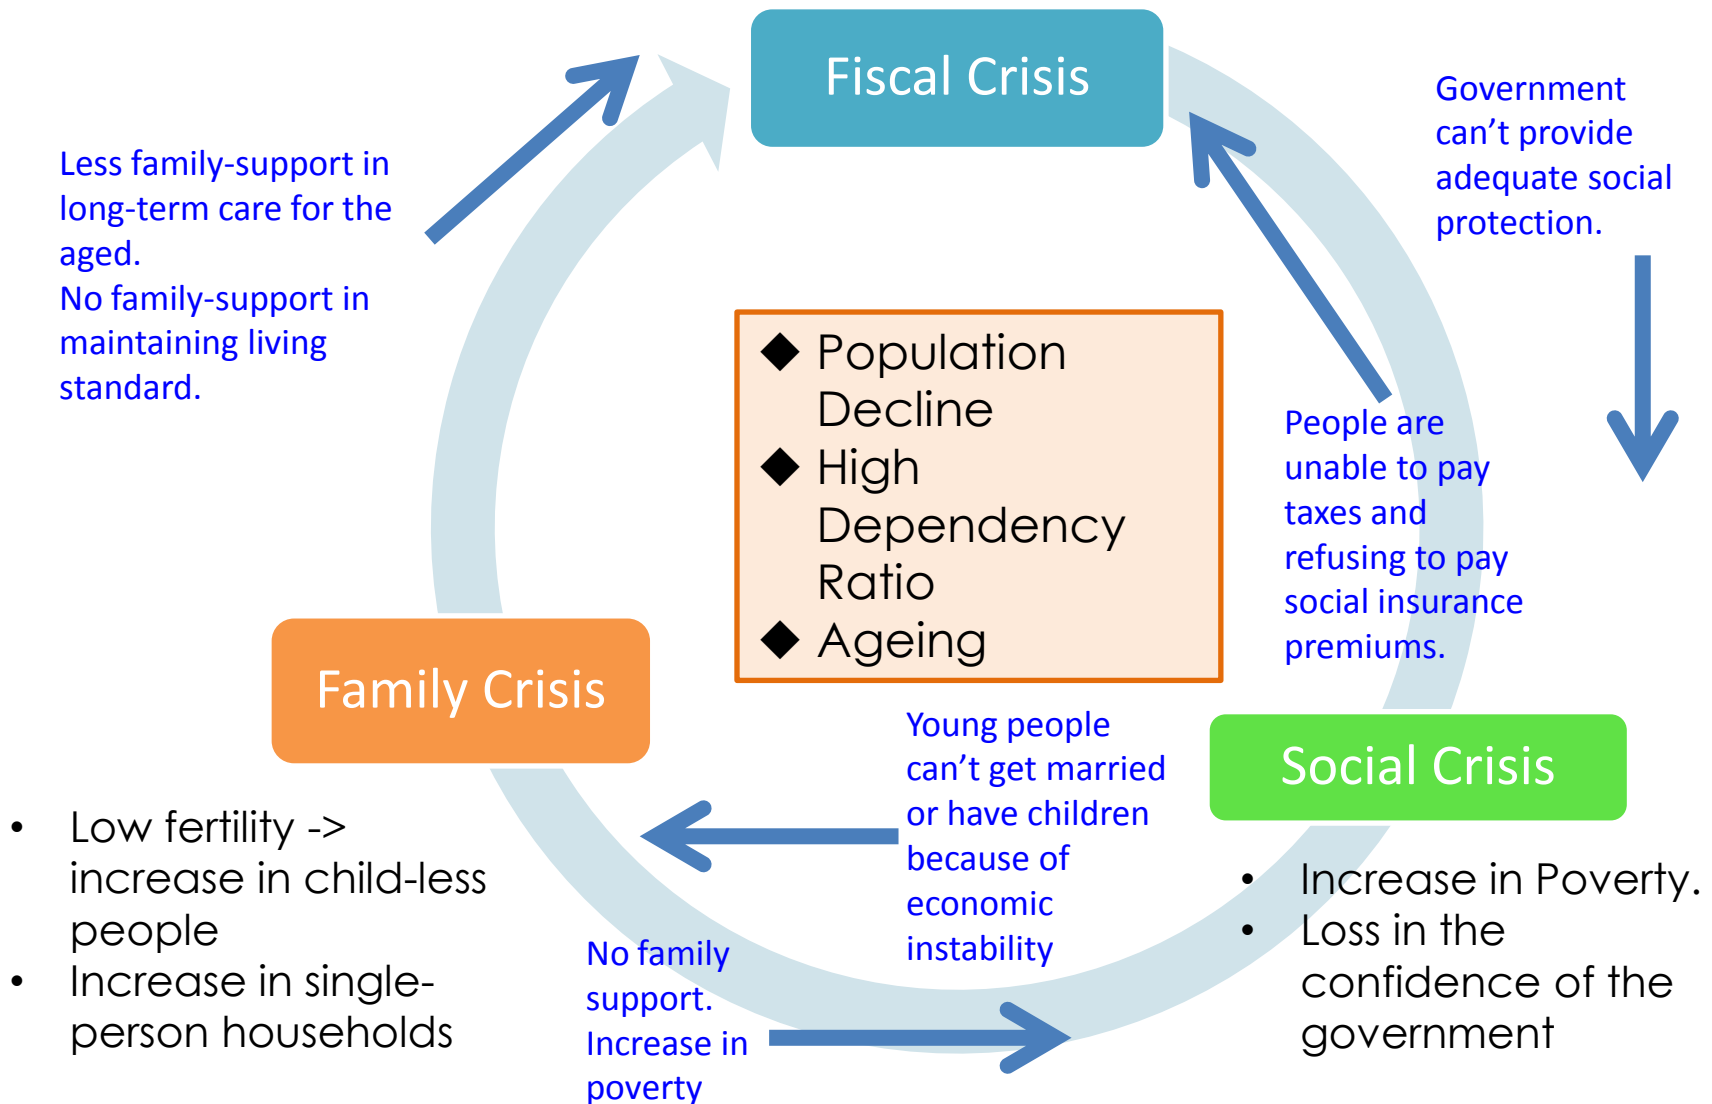 Fiscal Crisis
Government
can’t provide
adequate social
protection.
Less family-support in
long-term care for the
aged.
No family-support in
maintaining living
standard.
◆ Population
Decline
◆ High
Dependency
Ratio
◆ Ageing
People are
unable to pay
taxes and
refusing to pay
social insurance
premiums.
Family Crisis
Young people
can’t get married
or have children
because of
economic
instability
Social Crisis
• Low fertility ->
increase in child-less
people
• Increase in single-
person households
No family
support.
Increase in
poverty
• Increase in Poverty.
• Loss in the
confidence of the
government